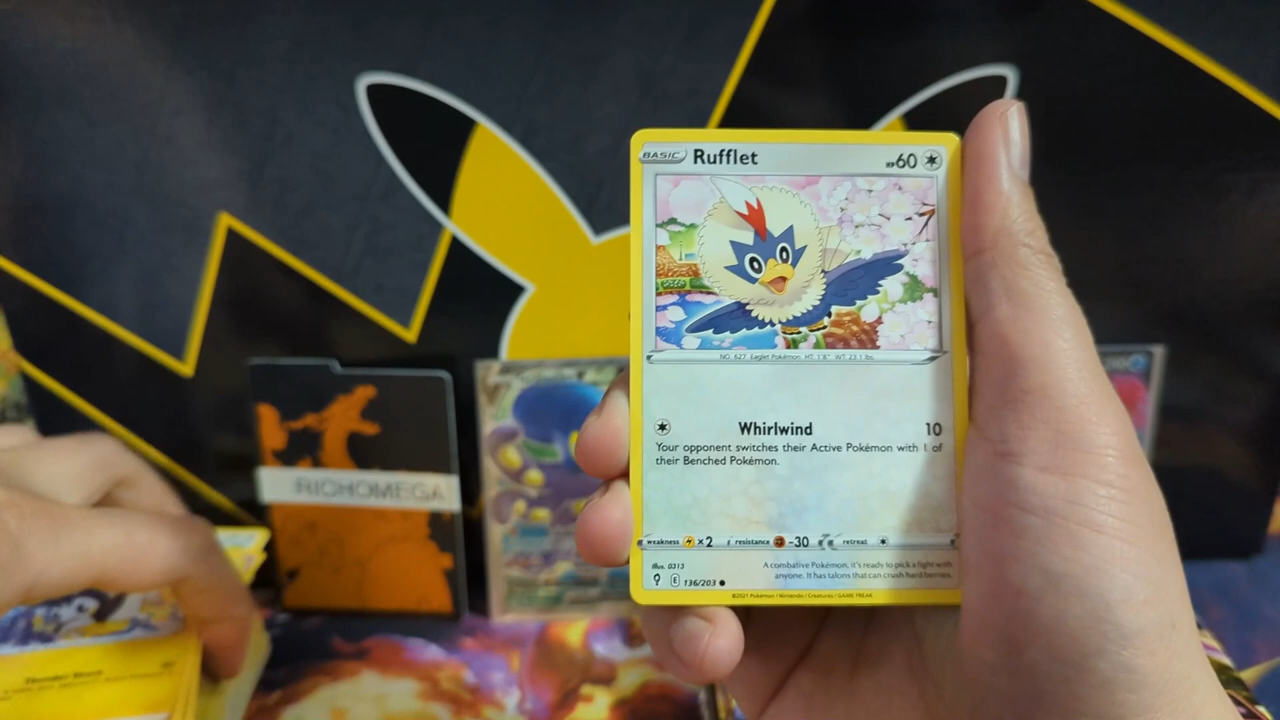 BASIC Rufflet HP60
NO. 627 Eaglet Pokémon HT: 1'8" WT: 23.1 lbs.
Whirlwind 10
Your opponent switches their Active Pokémon with 1 of
their Benched Pokémon.
weakness ×2 resistance -30 retreat
Illus. 0313
A combative Pokémon, it's ready to pick a fight with
anyone. It has talons that can crush hard berries.
E 136/203
©2021 Pokémon / Nintendo / Creatures / GAME FREAK
RICHOMEGA
Thunder Shock